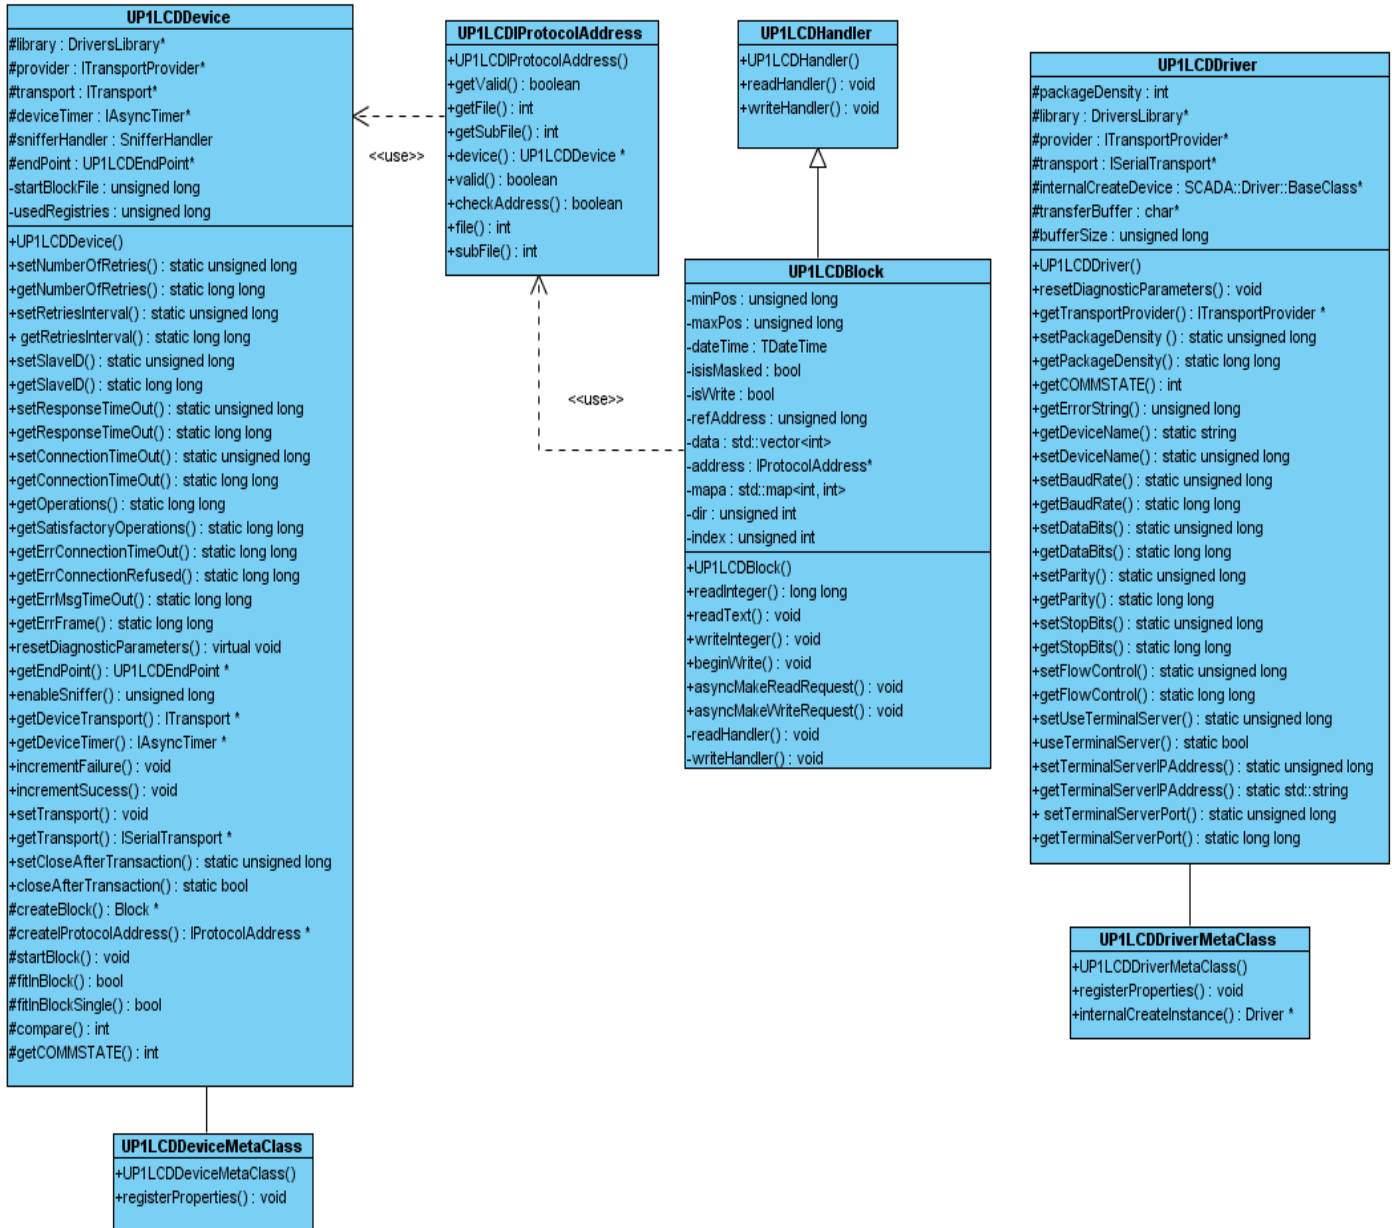 UP1LCDDevice
#library : DriversLibrary*
#provider : ITransportProvider*
#transport : ITransport*
#deviceTimer : IAsyncTimer*
#snifferHandler : SnifferHandler
#endPoint : UP1LCDEndPoint*
-startBlockFile : unsigned long
-usedRegistries : unsigned long
+UP1LCDDevice()
+setNumberOfRetries() : static unsigned long
+getNumberOfRetries() : static long long
+setRetriesInterval() : static unsigned long
+ getRetriesInterval() : static long long
+setSlaveID() : static unsigned long
+getSlaveID() : static long long
+setResponseTimeOut() : static unsigned long
+getResponseTimeOut() : static long long
+setConnectionTimeOut() : static unsigned long
+getConnectionTimeOut() : static long long
+getOperations() : static long long
+getSatisfactoryOperations() : static long long
+getErrConnectionTimeOut() : static long long
+getErrConnectionRefused() : static long long
+getErrMsgTimeOut() : static long long
+getErrFrame() : static long long
+resetDiagnosticParameters() : virtual void
+getEndPoint() : UP1LCDEndPoint *
+enableSniffer() : unsigned long
+getDeviceTransport() : ITransport *
+getDeviceTimer() : IAsyncTimer *
+incrementFailure() : void
+incrementSucess() : void
+setTransport() : void
+getTransport() : ISerialTransport *
+setCloseAfterTransaction() : static unsigned long
+closeAfterTransaction() : static bool
#createBlock() : Block *
#createIProtocolAddress() : IProtocolAddress *
#startBlock() : void
#fitInBlock() : bool
#fitInBlockSingle() : bool
#compare() : int
#getCOMMSTATE() : int
UP1LCDDeviceMetaClass
+UP1LCDDeviceMetaClass()
+registerProperties() : void
<<use>>
UP1LCDIProtocolAddress
+UP1LCDIProtocolAddress()
+getValid() : boolean
+getFile() : int
+getSubFile() : int
+device() : UP1LCDDevice *
+valid() : boolean
+checkAddress() : boolean
+file() : int
+subFile() : int
<<use>>
UP1LCDHandler
+UP1LCDHandler()
+readHandler() : void
+writeHandler() : void
UP1LCDBlock
-minPos : unsigned long
-maxPos : unsigned long
-dateTime : TDateTime
-isisMasked : bool
-isWrite : bool
-refAddress : unsigned long
-data : std::vector<int>
-address : IProtocolAddress*
-mapa : std::map<int, int>
-dir : unsigned int
-index : unsigned int
+UP1LCDBlock()
+readInteger() : long long
+readText() : void
+writeInteger() : void
+beginWrite() : void
+asyncMakeReadRequest() : void
+asyncMakeWriteRequest() : void
-readHandler() : void
-writeHandler() : void
UP1LCDDriver
#packageDensity : int
#library : DriversLibrary*
#provider : ITransportProvider*
#transport : ISerialTransport*
#internalCreateDevice : SCADA::Driver::BaseClass*
#transferBuffer : char*
#bufferSize : unsigned long
+UP1LCDDriver()
+resetDiagnosticParameters() : void
+getTransportProvider() : ITransportProvider *
+setPackageDensity () : static unsigned long
+getPackageDensity() : static long long
+getCOMMSTATE() : int
+getErrorString() : unsigned long
+getDeviceName() : static string
+setDeviceName() : static unsigned long
+setBaudRate() : static unsigned long
+getBaudRate() : static long long
+setDataBits() : static unsigned long
+getDataBits() : static long long
+setParity() : static unsigned long
+getParity() : static long long
+setStopBits() : static unsigned long
+getStopBits() : static long long
+setFlowControl() : static unsigned long
+getFlowControl() : static long long
+setUseTerminalServer() : static unsigned long
+useTerminalServer() : static bool
+setTerminalServerIPAddress() : static unsigned long
+getTerminalServerIPAddress() : static std::string
+ setTerminalServerPort() : static unsigned long
+getTerminalServerPort() : static long long
UP1LCDDriverMetaClass
+UP1LCDDriverMetaClass()
+registerProperties() : void
+internalCreateInstance() : Driver *